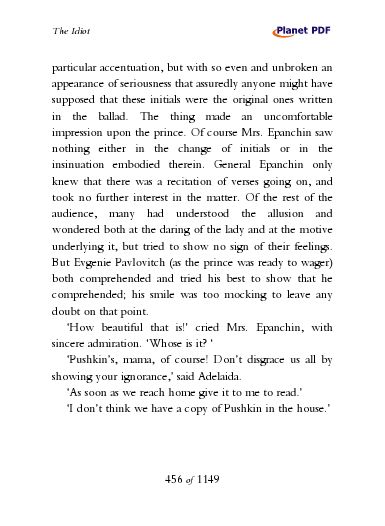 The Idiot
Planet PDF
particular accentuation, but with so even and unbroken an
appearance of seriousness that assuredly anyone might have
supposed that these initials were the original ones written
in the ballad. The thing made an uncomfortable
impression upon the prince. Of course Mrs. Epanchin saw
nothing either in the change of initials or in the
insinuation embodied therein. General Epanchin only
knew that there was a recitation of verses going on, and
took no further interest in the matter. Of the rest of the
audience, many had understood the allusion and
wondered both at the daring of the lady and at the motive
underlying it, but tried to show no sign of their feelings.
But Evgenie Pavlovitch (as the prince was ready to wager)
both comprehended and tried his best to show that he
comprehended; his smile was too mocking to leave any
doubt on that point.
‘How beautiful that is!’ cried Mrs. Epanchin, with
sincere admiration. ‘Whose is it? ‘
‘Pushkin’s, mama, of course! Don’t disgrace us all by
showing your ignorance,’ said Adelaida.
‘As soon as we reach home give it to me to read.’
‘I don’t think we have a copy of Pushkin in the house.’
456 of 1149